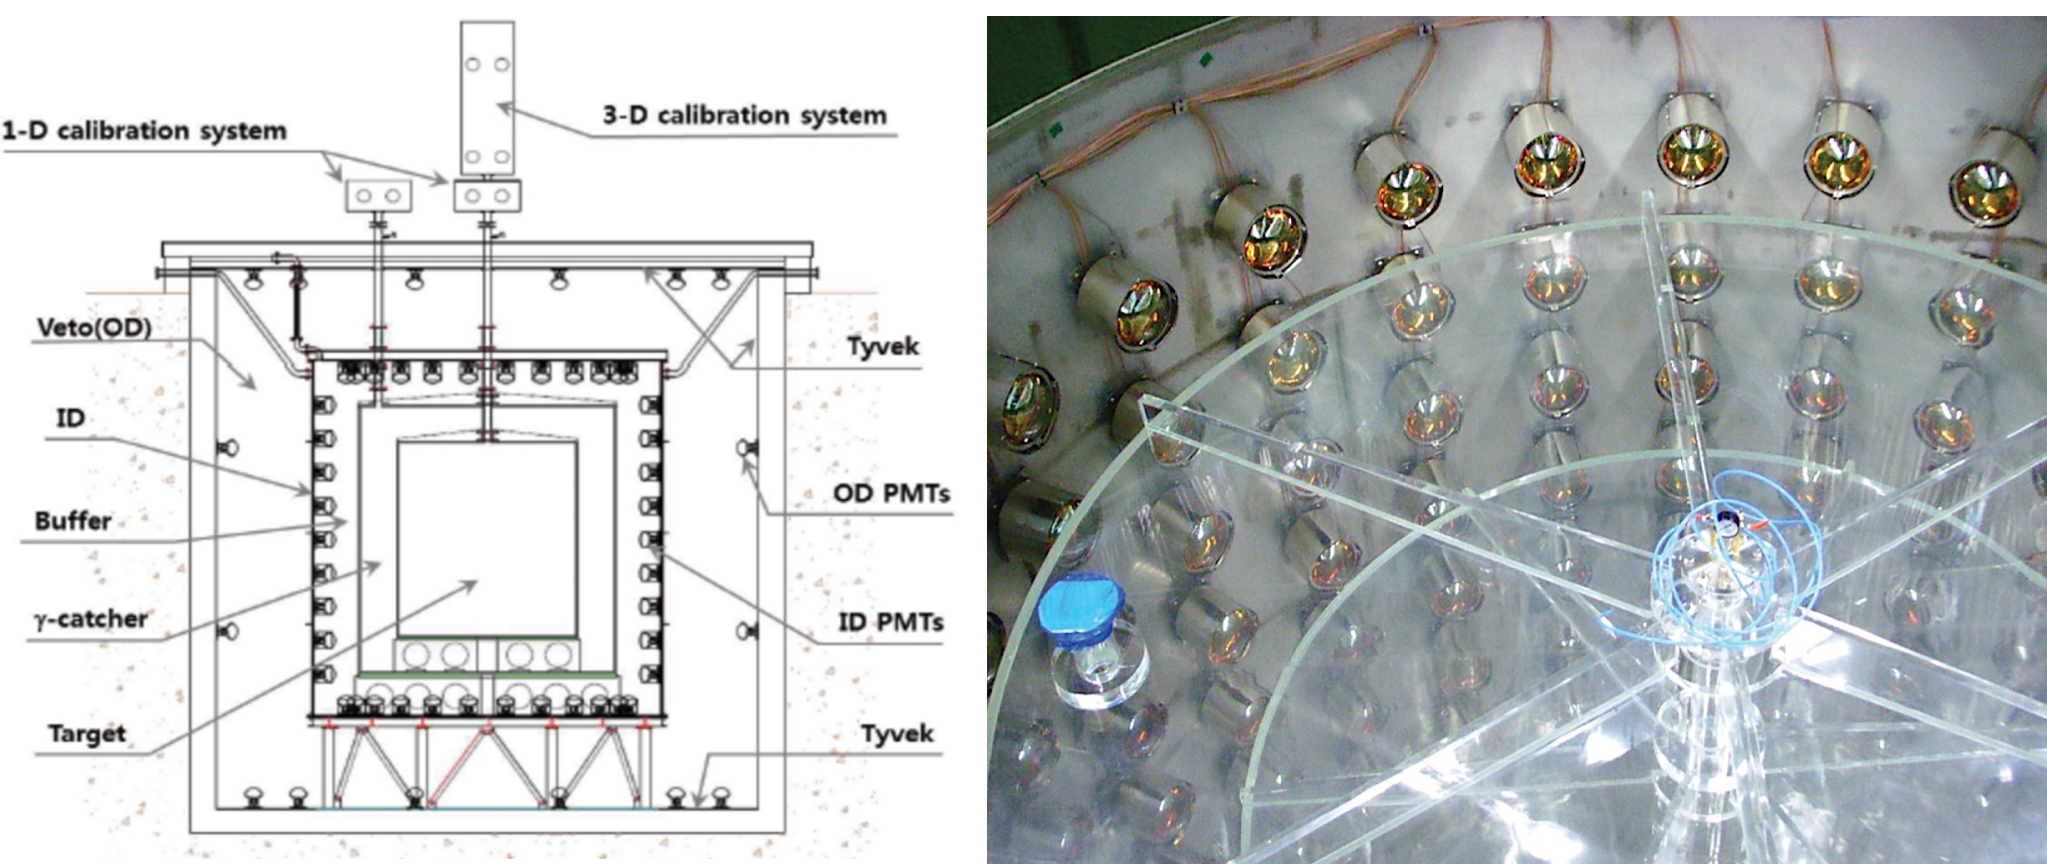 3-D calibration system
1-D calibration system
Veto(OD)
Tyvek
ID
OD PMTs
Buffer
γ-catcher
ID PMTs
Target
Tyvek